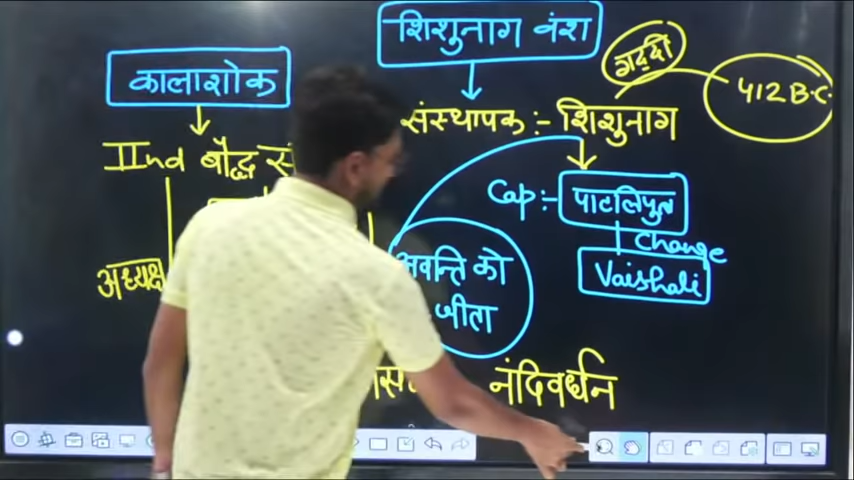 शिशुनाग वंश
गद्दी
412 B.C.
कालाशोक
संस्थापक :- शिशुनाग
IInd बौद्ध
Cap :- पाटलिपुत्र
Change
Vaishali
अवन्ति को
जीता
अध्यक्ष
नंदिवर्धन